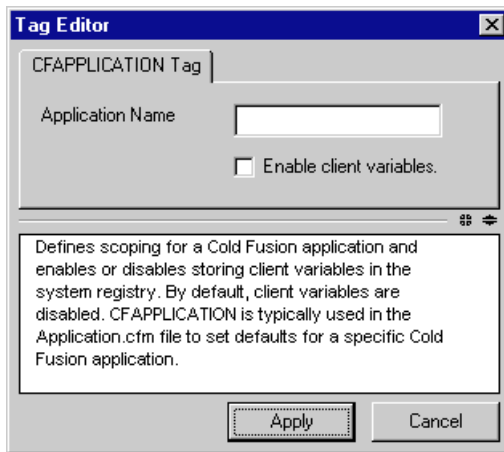 Tag Editor
CFAPPLICATION Tag
Application Name
Enable client variables.
Defines scoping for a Cold Fusion application and
enables or disables storing client variables in the
system registry. By default, client variables are
disabled. CFAPPLICATION is typically used in the
Application.cfm file to set defaults for a specific Cold
Fusion application.
Apply Cancel